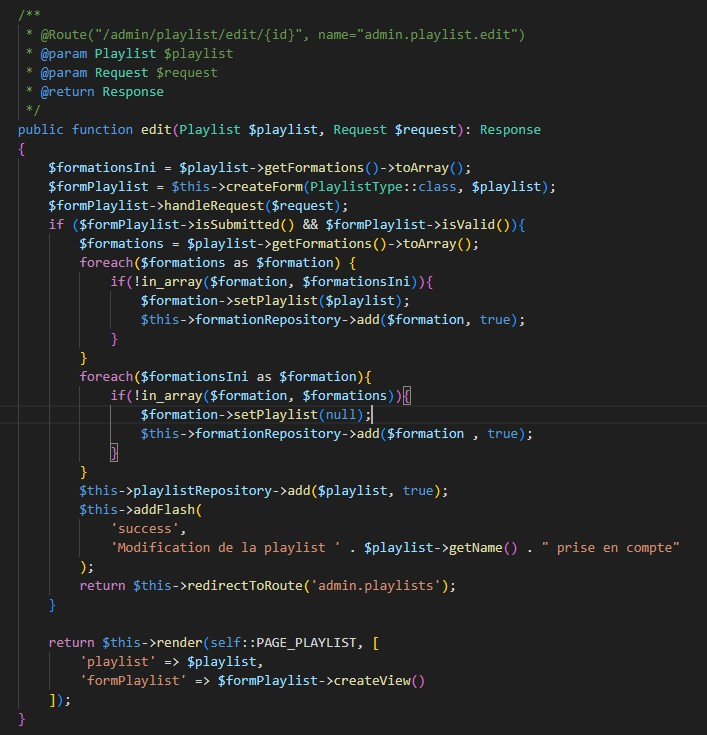 /**
 * @Route("/admin/playlist/edit/{id}", name="admin.playlist.edit")
 * @param Playlist $playlist
 * @param Request $request
 * @return Response
 */
public function edit(Playlist $playlist, Request $request): Response
{
    $formationsIni = $playlist->getFormations()->toArray();
    $formPlaylist = $this->createForm(PlaylistType::class, $playlist);
    $formPlaylist->handleRequest($request);
    if ($formPlaylist->isSubmitted() && $formPlaylist->isValid()){
        $formations = $playlist->getFormations()->toArray();
        foreach($formations as $formation) {
            if(!in_array($formation, $formationsIni)){
                $formation->setPlaylist($playlist);
                $this->formationRepository->add($formation, true);
            }
        }
        foreach($formationsIni as $formation){
            if(!in_array($formation, $formations)){
                $formation->setPlaylist(null);
                $this->formationRepository->add($formation , true);
            }
        }
        $this->playlistRepository->add($playlist, true);
        $this->addFlash(
            'success',
            'Modification de la playlist ' . $playlist->getName() . " prise en compte"
        );
        return $this->redirectToRoute('admin.playlists');
    }

    return $this->render(self::PAGE_PLAYLIST, [
        'playlist' => $playlist,
        'formPlaylist' => $formPlaylist->createView()
    ]);
}